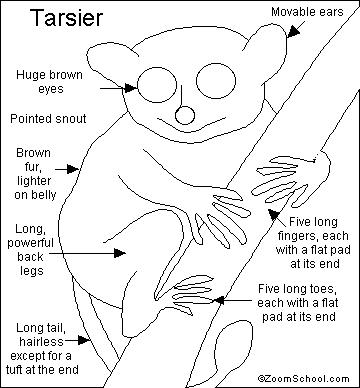 Tarsier
Movable ears
Huge brown
eyes
Pointed snout
Brown
fur,
lighter
on belly
Long,
powerful
back
legs
Five long
fingers, each
with a flat pad
at its end
Five long toes,
each with a flat
pad at its end
Long tail,
hairless
except for a
tuft at the end
©ZoomSchool.com